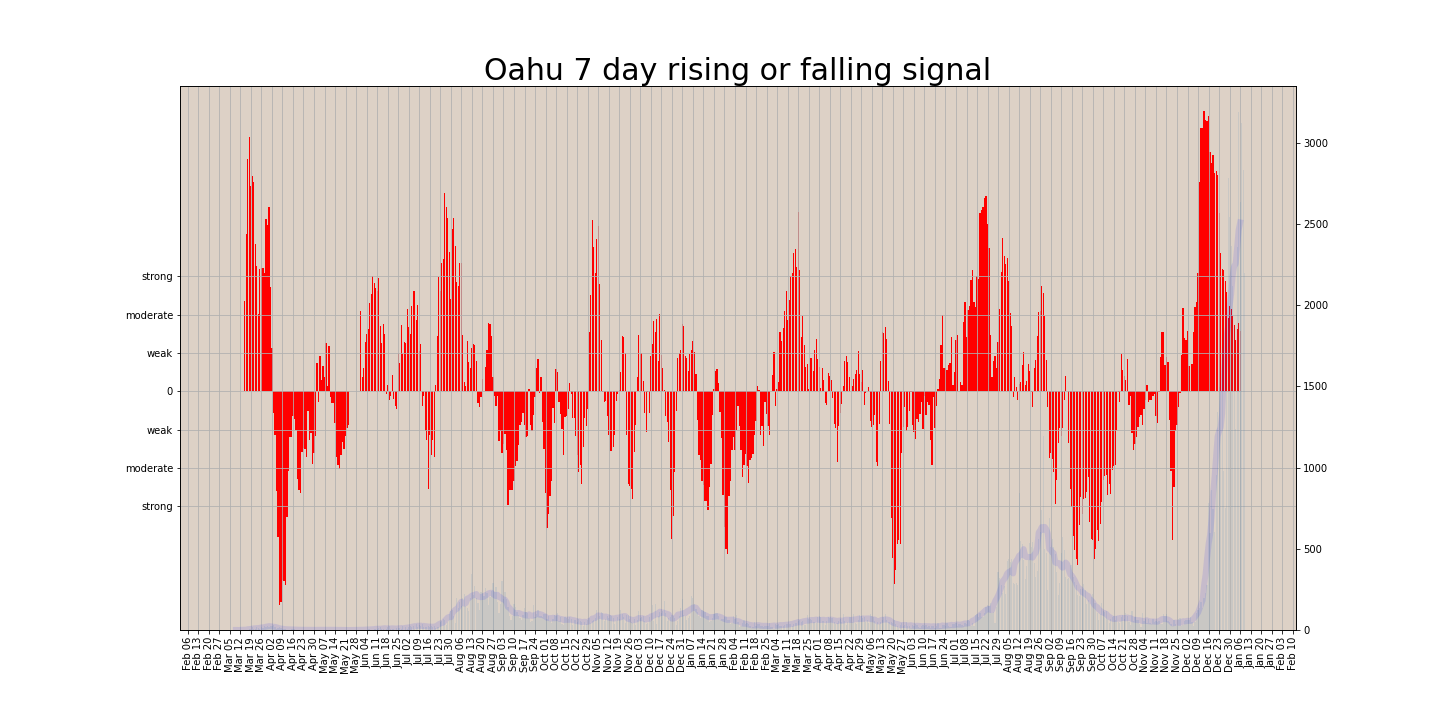 Oahu 7 day rising or falling signal
strong
moderate
weak
0
weak
moderate
strong
3000
2500
2000
1500
1000
500
0
Feb 06
Feb 13
Feb 20
Feb 27
Mar 05
Mar 12
Mar 19
Mar 26
Apr 02
Apr 09
Apr 16
Apr 23
Apr 30
May 07
May 14
May 21
May 28
Jun 04
Jun 11
Jun 18
Jun 25
Jul 02
Jul 09
Jul 16
Jul 23
Jul 30
Aug 06
Aug 13
Aug 20
Aug 27
Sep 03
Sep 10
Sep 17
Sep 24
Oct 01
Oct 08
Oct 15
Oct 22
Oct 29
Nov 05
Nov 12
Nov 19
Nov 26
Dec 03
Dec 10
Dec 17
Dec 24
Dec 31
Jan 07
Jan 14
Jan 21
Jan 28
Feb 04
Feb 11
Feb 18
Feb 25
Mar 04
Mar 11
Mar 18
Mar 25
Apr 01
Apr 08
Apr 15
Apr 22
Apr 29
May 06
May 13
May 20
May 27
Jun 03
Jun 10
Jun 17
Jun 24
Jul 01
Jul 08
Jul 15
Jul 22
Jul 29
Aug 05
Aug 12
Aug 19
Aug 26
Sep 02
Sep 09
Sep 16
Sep 23
Sep 30
Oct 07
Oct 14
Oct 21
Oct 28
Nov 04
Nov 11
Nov 18
Nov 25
Dec 02
Dec 09
Dec 16
Dec 23
Dec 30
Jan 06
Jan 13
Jan 20
Jan 27
Feb 03
Feb 10